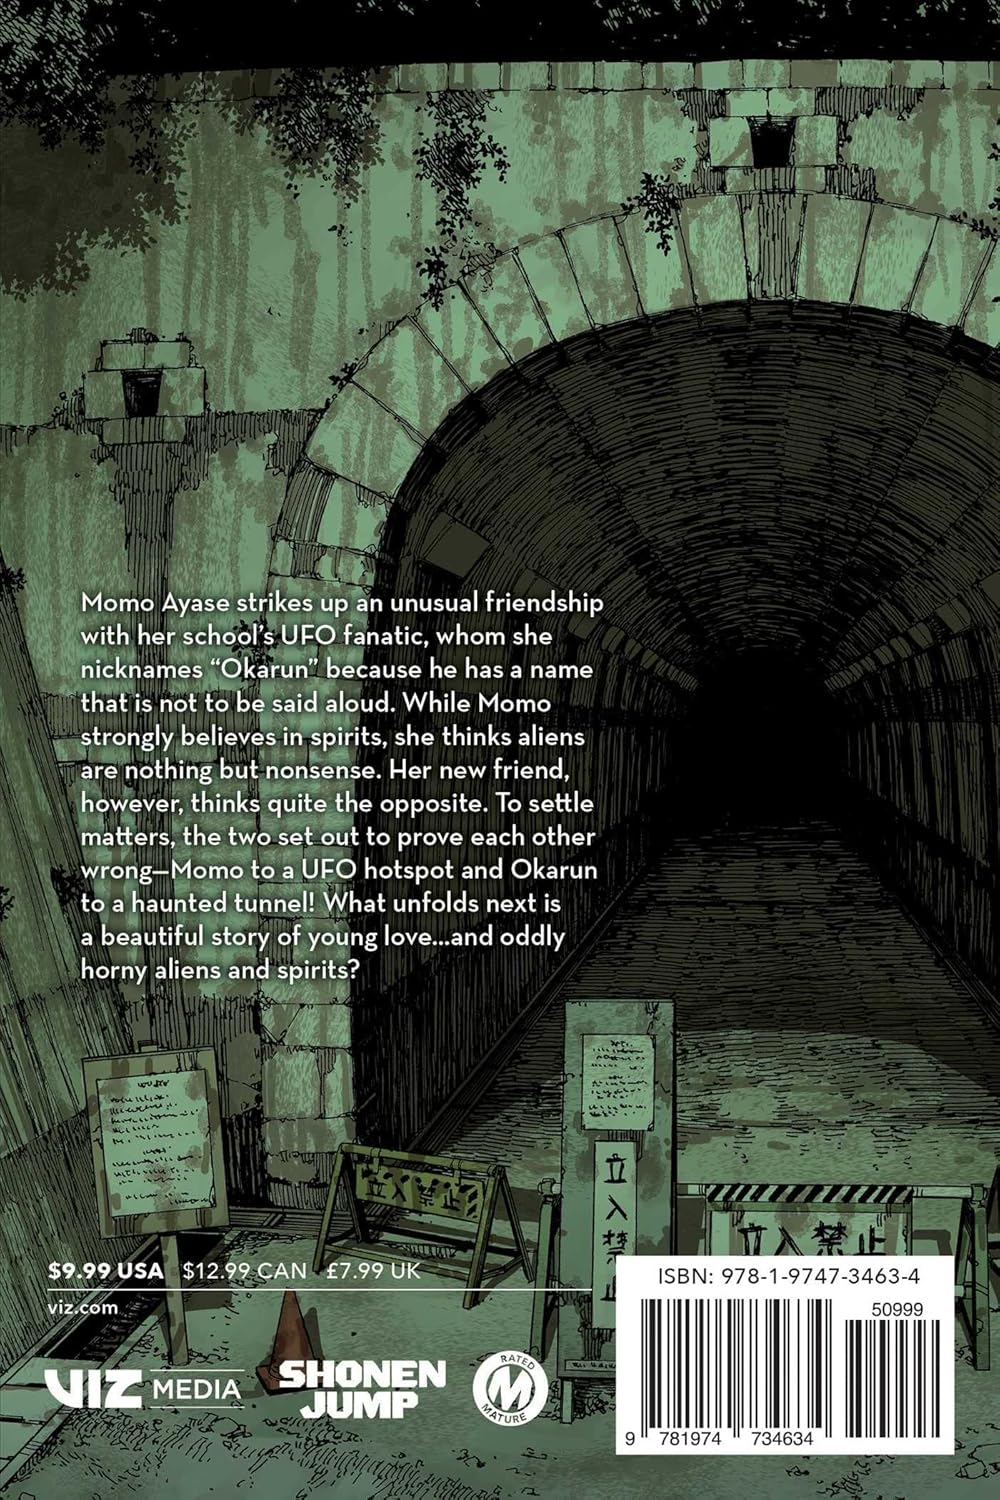 Momo Ayase strikes up an unusual friendship
with her school's UFO fanatic, whom she
nicknames “Okarun” because he has a name
that is not to be said aloud. While Momo
strongly believes in spirits, she thinks aliens
are nothing but nonsense. Her new friend,
however, thinks quite the opposite. To settle
matters, the two set out to prove each other
wrong—Momo to a UFO hotspot and Okarun
to a haunted tunnel! What unfolds next is
a beautiful story of young love...and oddly
horny aliens and spirits?
立入禁止
立入禁止
立入禁止
$9.99 USA $12.99 CAN £7.99 UK
viz.com
VIZ MEDIA
SHONEN
JUMP
RATED
M
MATURE
ISBN: 978-1-9747-3463-4
50999
9 781974 734634